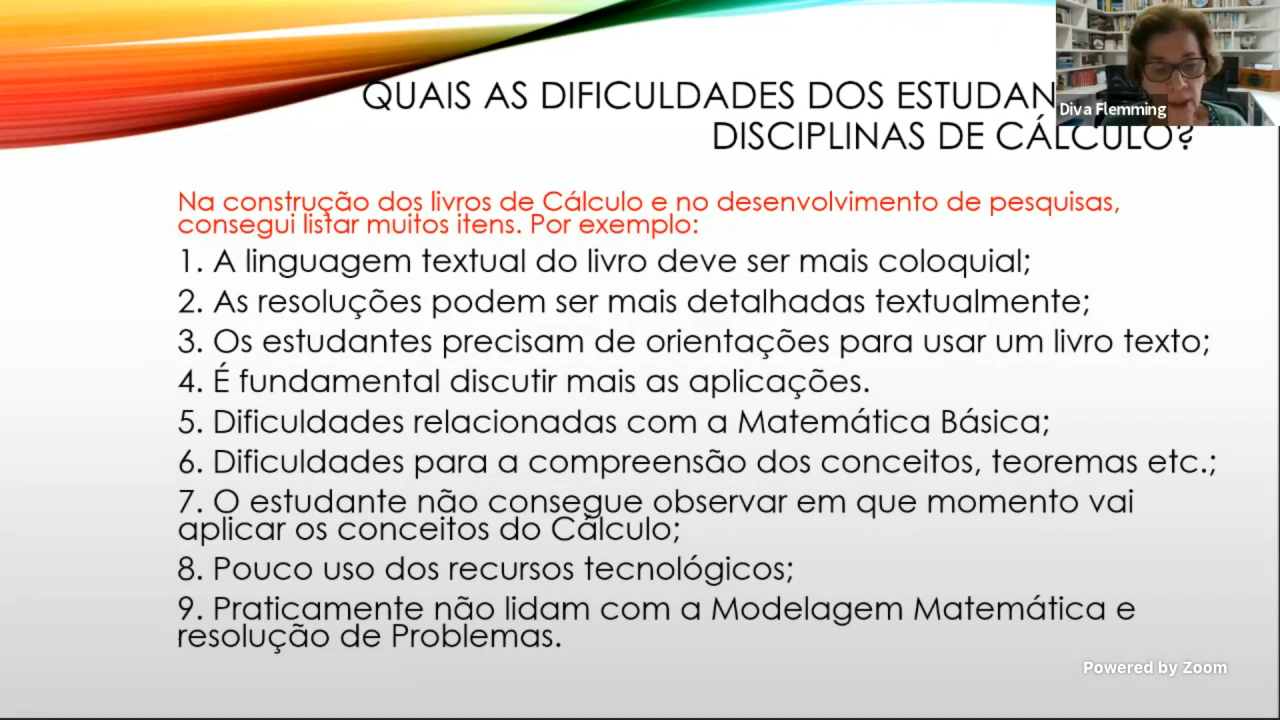 QUAIS AS DIFICULDADES DOS ESTUDAN
Diva Flemming
DISCIPLINAS DE CÁLCULO?
Na construção dos livros de Cálculo e no desenvolvimento de pesquisas,
consegui listar muitos itens. Por exemplo:
1. A linguagem textual do livro deve ser mais coloquial;
2. As resoluções podem ser mais detalhadas textualmente;
3. Os estudantes precisam de orientações para usar um livro texto;
4. É fundamental discutir mais as aplicações.
5. Dificuldades relacionadas com a Matemática Básica;
6. Dificuldades para a compreensão dos conceitos, teoremas etc.;
7. O estudante não consegue observar em que momento vai
aplicar os conceitos do Cálculo;
8. Pouco uso dos recursos tecnológicos;
9. Praticamente não lidam com a Modelagem Matemática e
resolução de Problemas.
Powered by Zoom